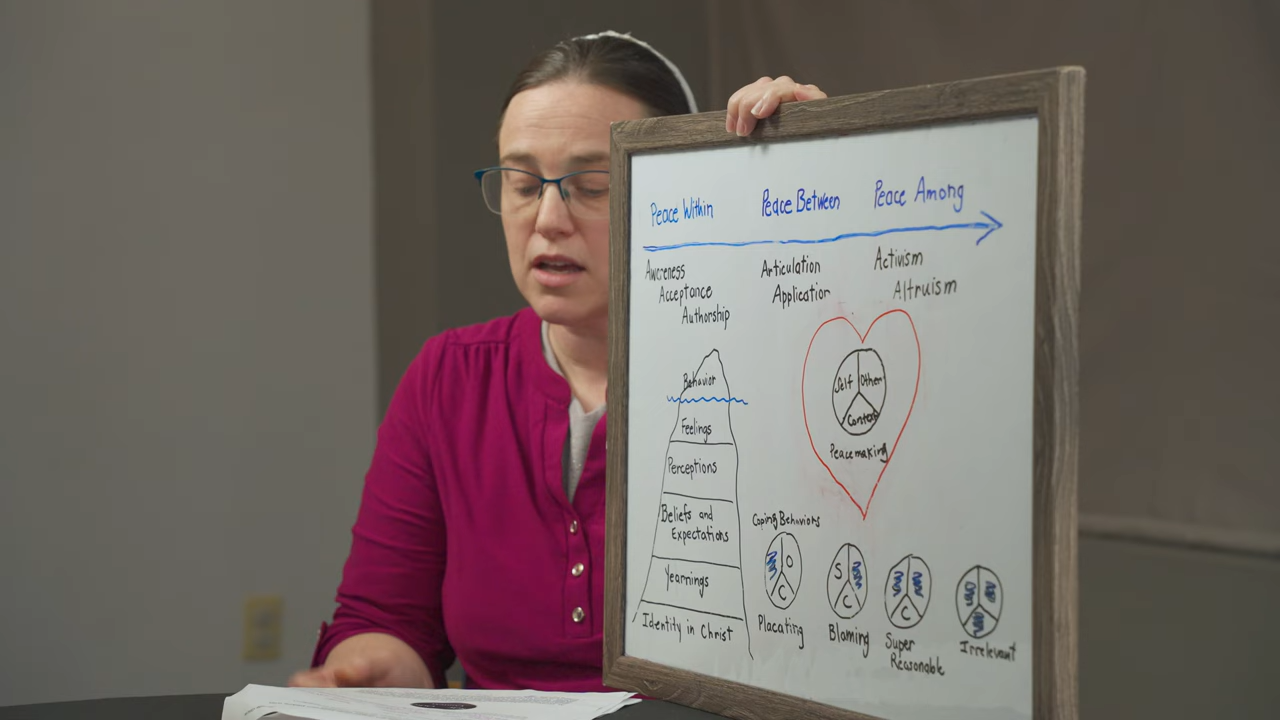 Peace Within
Peace Between
Peace Among
Awareness
Acceptance
Authorship
Articulation
Application
Activism
Altruism
Behavior
Feelings
Perceptions
Beliefs and
Expectations
Yearnings
Identity in Christ
Self Other
Context
Peacemaking
Coping Behaviors
O
C
Placating
S
C
Blaming
C
Super
Reasonable
Irrelevant